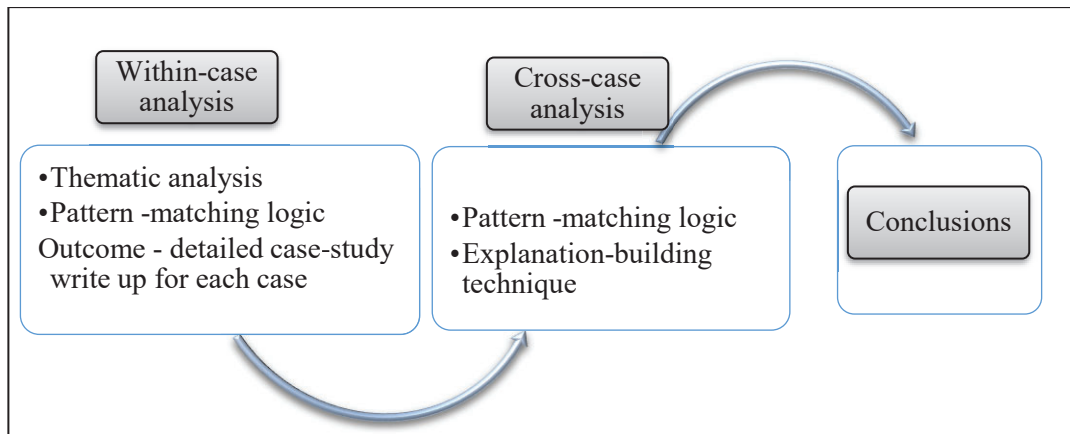 Within-case
analysis
•Thematic analysis
•Pattern -matching logic
Outcome - detailed case-study
write up for each case
Cross-case
analysis
•Pattern -matching logic
•Explanation-building
technique
Conclusions